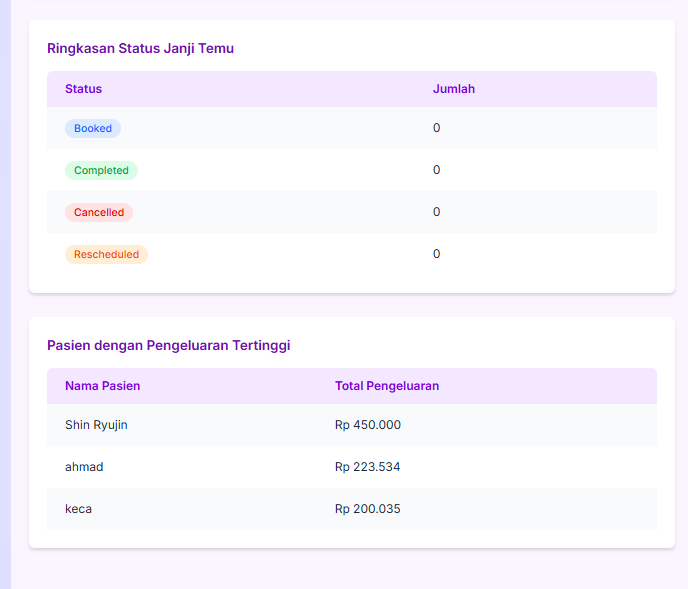 Ringkasan Status Janji Temu
Status Jumlah
Booked 0
Completed 0
Cancelled 0
Rescheduled 0
Pasien dengan Pengeluaran Tertinggi
Nama Pasien Total Pengeluaran
Shin Ryujin Rp 450.000
ahmad Rp 223.534
keca Rp 200.035